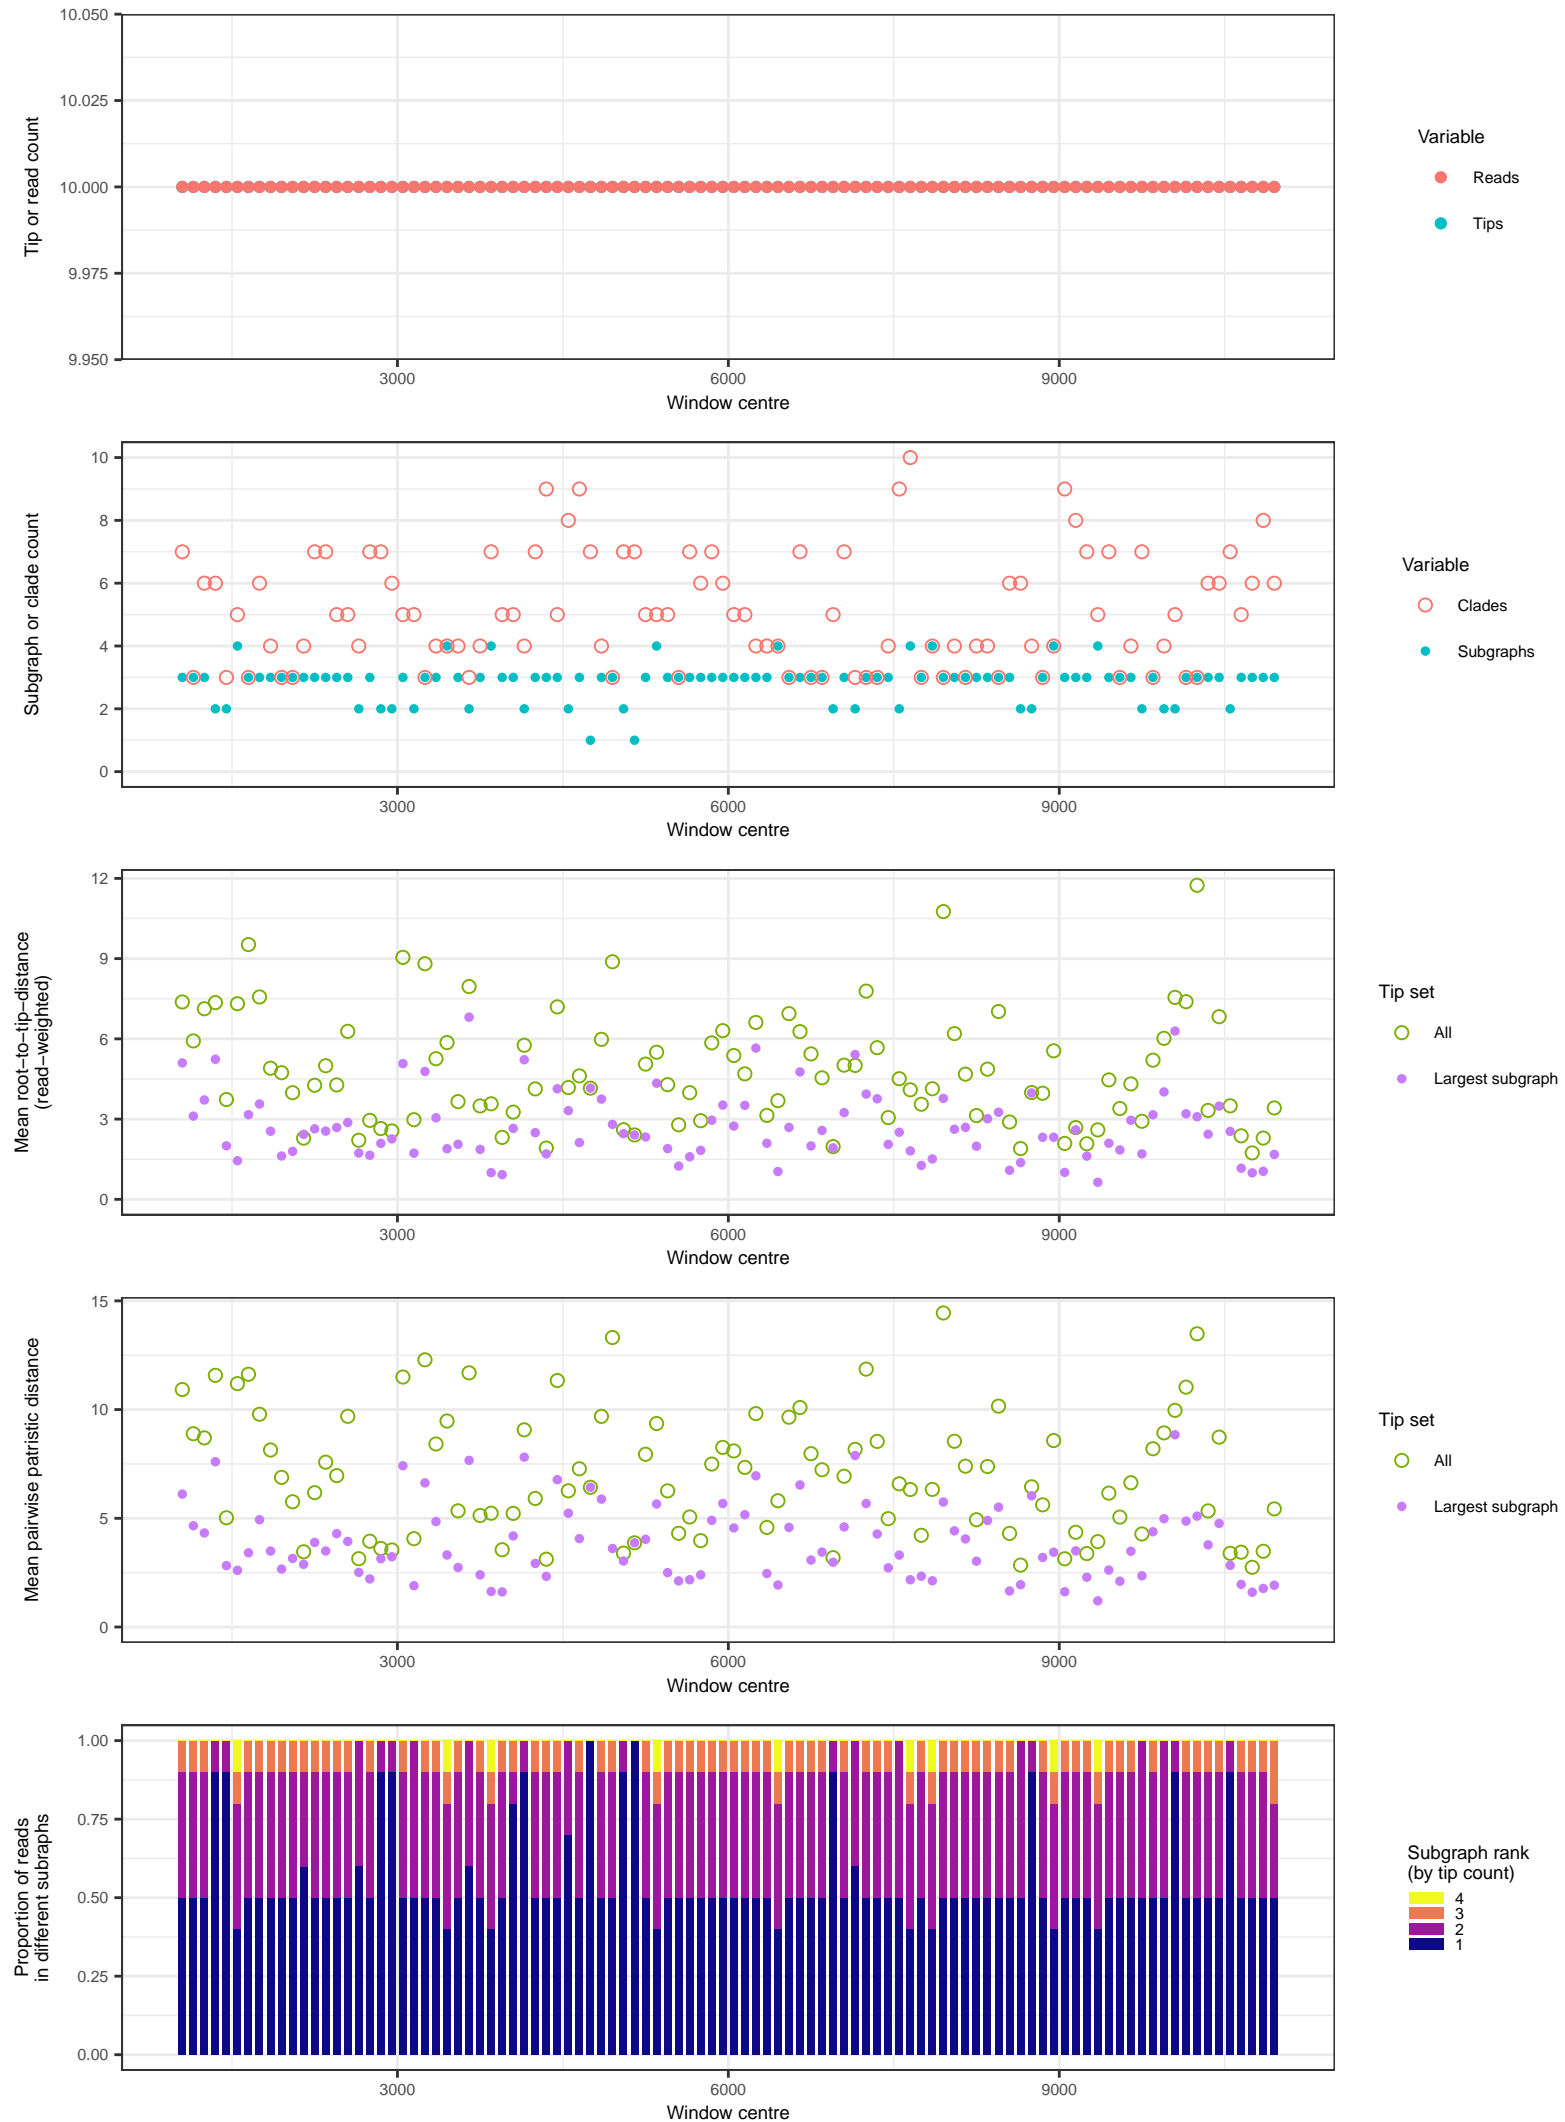 10.050
10.025
10.000
9.975
9.950
Tip or read count
3000
6000
9000
Window centre
Variable
Reads
Tips
10
8
6
4
2
0
Subgraph or clade count
3000
6000
9000
Window centre
Variable
Clades
Subgraphs
12
9
6
3
0
Mean root−to−tip−distance
(read−weighted)
3000
6000
9000
Window centre
Tip set
All
Largest subgraph
15
10
5
0
Mean pairwise patristic distance
3000
6000
9000
Window centre
Tip set
All
Largest subgraph
1.00
0.75
0.50
0.25
0.00
Proportion of reads
in different subraphs
3000
6000
9000
Window centre
Subgraph rank
(by tip count)
4
3
2
1